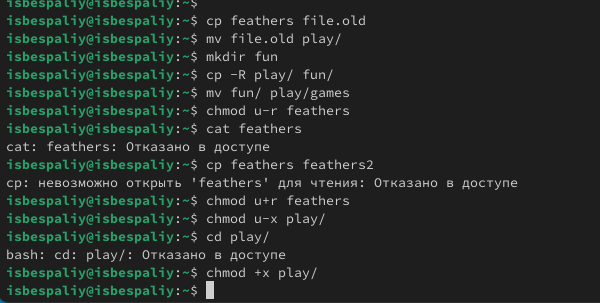 isbespaliy@isbespaliy:~$
isbespaliy@isbespaliy:~$ cp feathers file.old
isbespaliy@isbespaliy:~$ mv file.old play/
isbespaliy@isbespaliy:~$ mkdir fun
isbespaliy@isbespaliy:~$ cp -R play/ fun/
isbespaliy@isbespaliy:~$ mv fun/ play/games
isbespaliy@isbespaliy:~$ chmod u-r feathers
isbespaliy@isbespaliy:~$ cat feathers
cat: feathers: Отказано в доступе
isbespaliy@isbespaliy:~$ cp feathers feathers2
cp: невозможно открыть 'feathers' для чтения: Отказано в доступе
isbespaliy@isbespaliy:~$ chmod u+r feathers
isbespaliy@isbespaliy:~$ chmod u-x play/
isbespaliy@isbespaliy:~$ cd play/
bash: cd: play/: Отказано в доступе
isbespaliy@isbespaliy:~$ chmod +x play/
isbespaliy@isbespaliy:~$